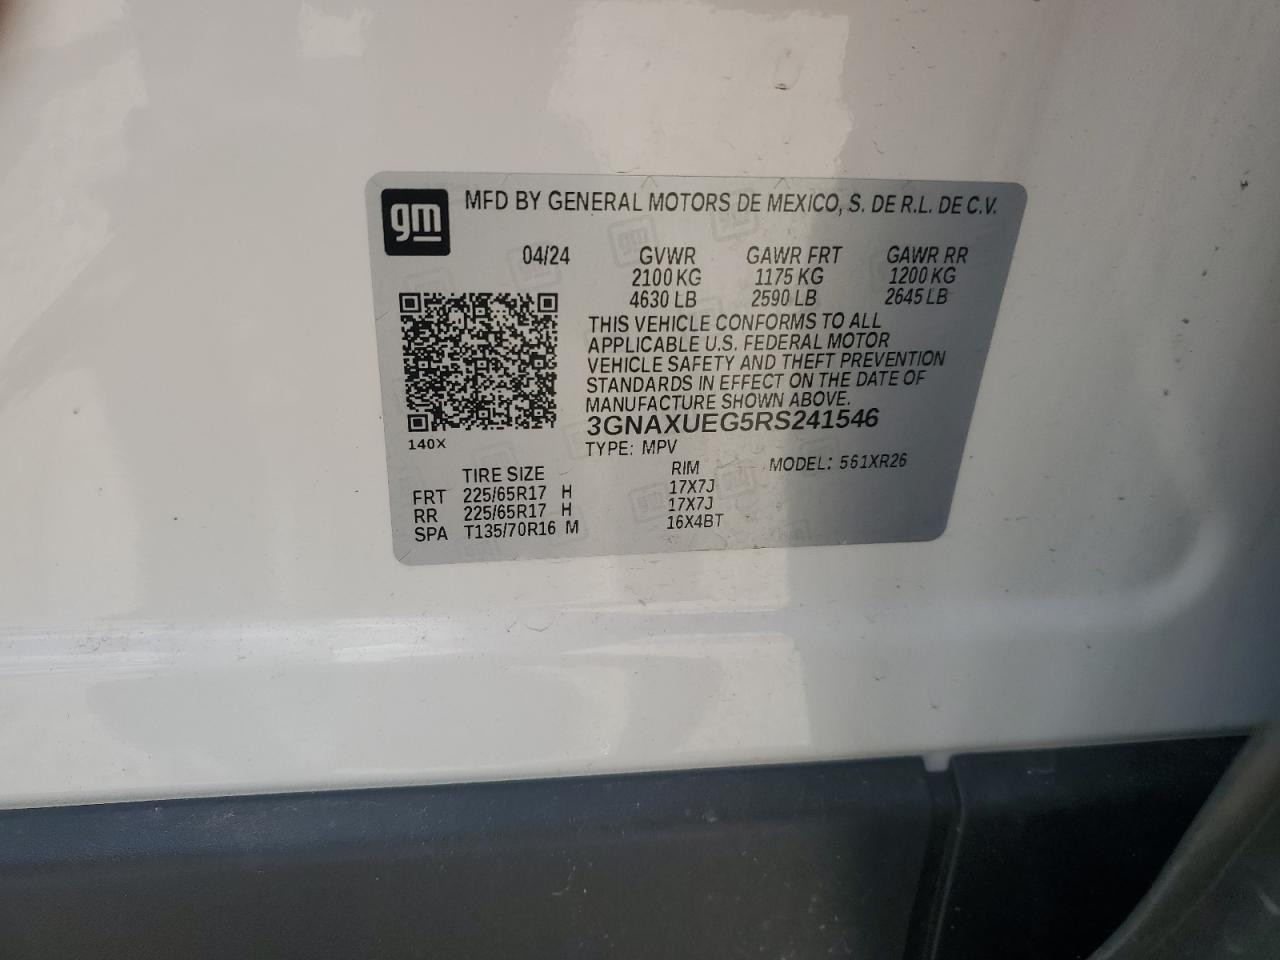 gm
MFD BY GENERAL MOTORS DE MEXICO, S. DE R.L. DE C.V.
04/24 GVWR GAWR FRT GAWR RR
2100 KG 1175 KG 1200 KG
4630 LB 2590 LB 2645 LB
THIS VEHICLE CONFORMS TO ALL
APPLICABLE U.S. FEDERAL MOTOR
VEHICLE SAFETY AND THEFT PREVENTION
STANDARDS IN EFFECT ON THE DATE OF
MANUFACTURE SHOWN ABOVE.
3GNAXUEG5RS241546
140X
TYPE: MPV MODEL: 561XR26
TIRE SIZE RIM
FRT 225/65R17 H 17X7J
RR 225/65R17 H 17X7J
SPA T135/70R16 M 16X4BT